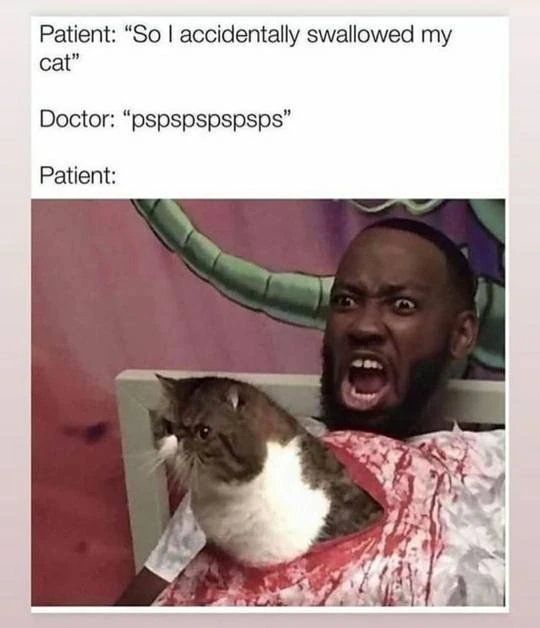 Patient: “So I accidentally swallowed my
cat”
Doctor: “pspspspspsps”
Patient: